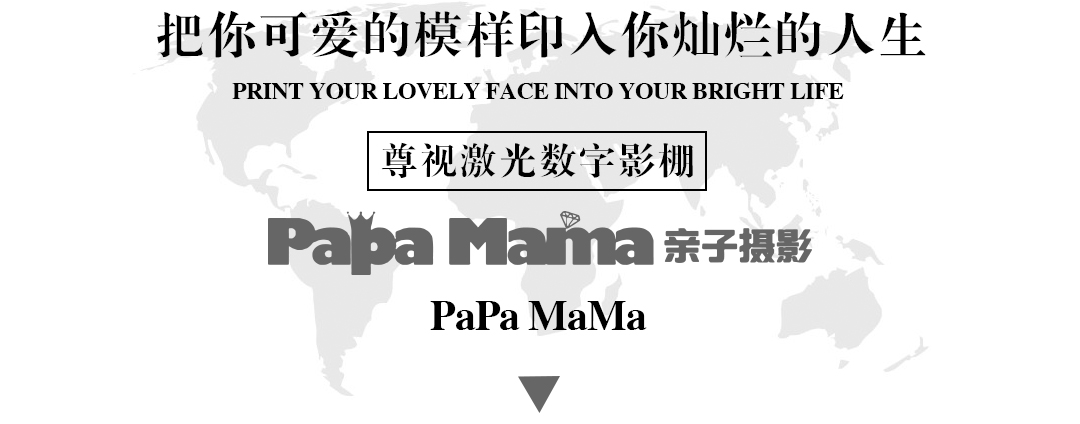 把你可爱的模样印入你灿烂的人生
PRINT YOUR LOVELY FACE INTO YOUR BRIGHT LIFE
尊视激光数字影棚
Papa Mama 亲子摄影
PaPa MaMa